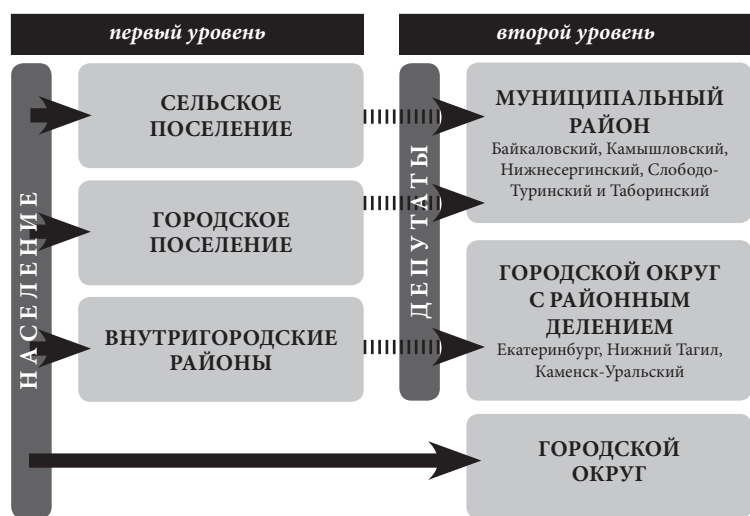 первый уровень
второй уровень
НАСЕЛЕНИЕ
СЕЛЬСКОЕ
ПОСЕЛЕНИЕ
ГОРОДСКОЕ
ПОСЕЛЕНИЕ
ВНУТРИГОРОДСКИЕ
РАЙОНЫ
ДЕПУТАТЫ
МУНИЦИПАЛЬНЫЙ
РАЙОН
Байкаловский, Камышловский,
Нижнесергинский, Слободо-
Туринский и Таборинский
ГОРОДСКОЙ ОКРУГ
С РАЙОННЫМ
ДЕЛЕНИЕМ
Екатеринбург, Нижний Тагил,
Каменск-Уральский
ГОРОДСКОЙ
ОКРУГ